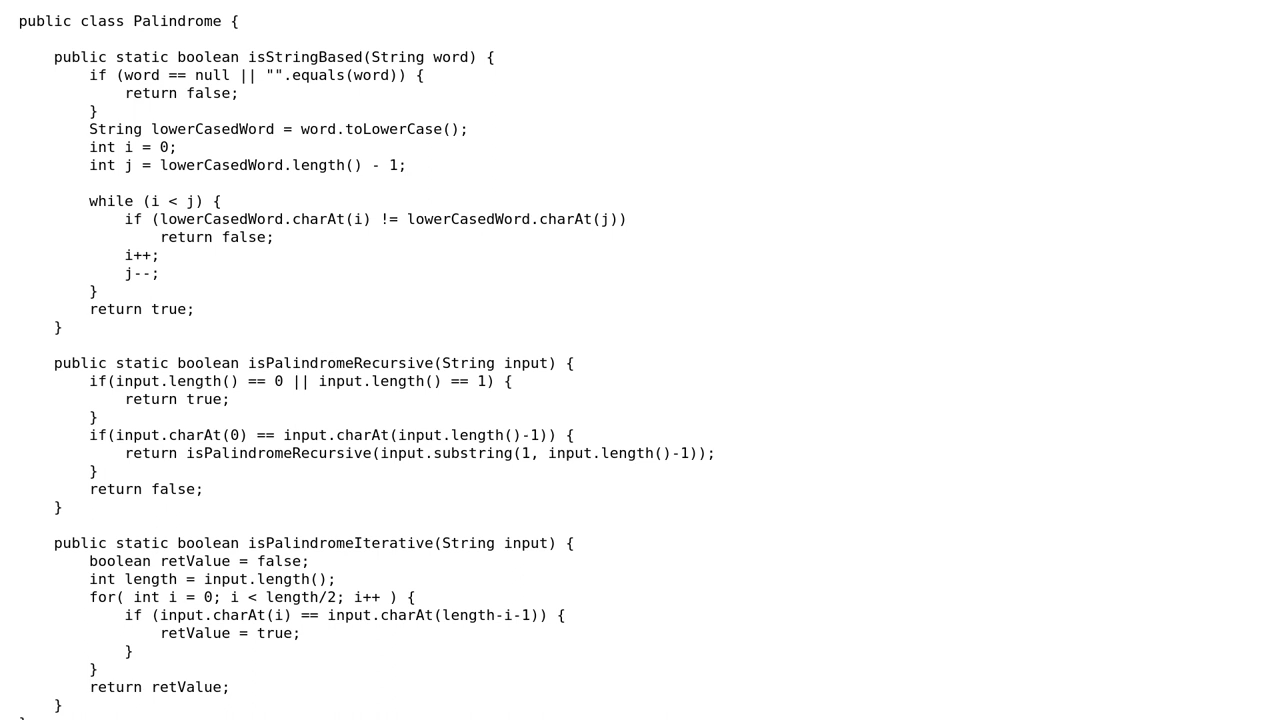 public class Palindrome {

    public static boolean isStringBased(String word) {
        if (word == null || "".equals(word)) {
            return false;
        }
        String lowerCasedWord = word.toLowerCase();
        int i = 0;
        int j = lowerCasedWord.length() - 1;

        while (i < j) {
            if (lowerCasedWord.charAt(i) != lowerCasedWord.charAt(j))
                return false;
            i++;
            j--;
        }
        return true;
    }

    public static boolean isPalindromeRecursive(String input) {
        if(input.length() == 0 || input.length() == 1) {
            return true;
        }
        if(input.charAt(0) == input.charAt(input.length()-1)) {
            return isPalindromeRecursive(input.substring(1, input.length()-1));
        }
        return false;
    }

    public static boolean isPalindromeIterative(String input) {
        boolean retValue = false;
        int length = input.length();
        for( int i = 0; i < length/2; i++ ) {
            if (input.charAt(i) == input.charAt(length-i-1)) {
                retValue = true;
            }
        }
        return retValue;
    }
}